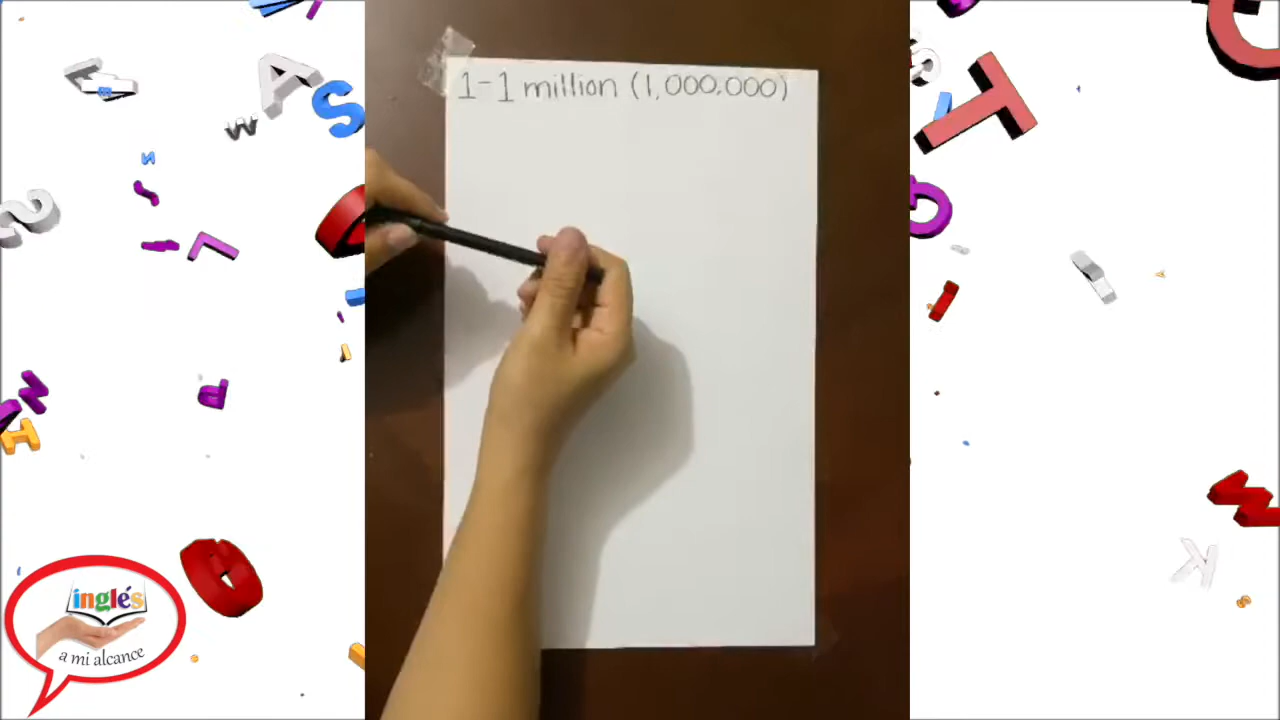 1-1 million (1,000,000)
inglés
a mi alcance